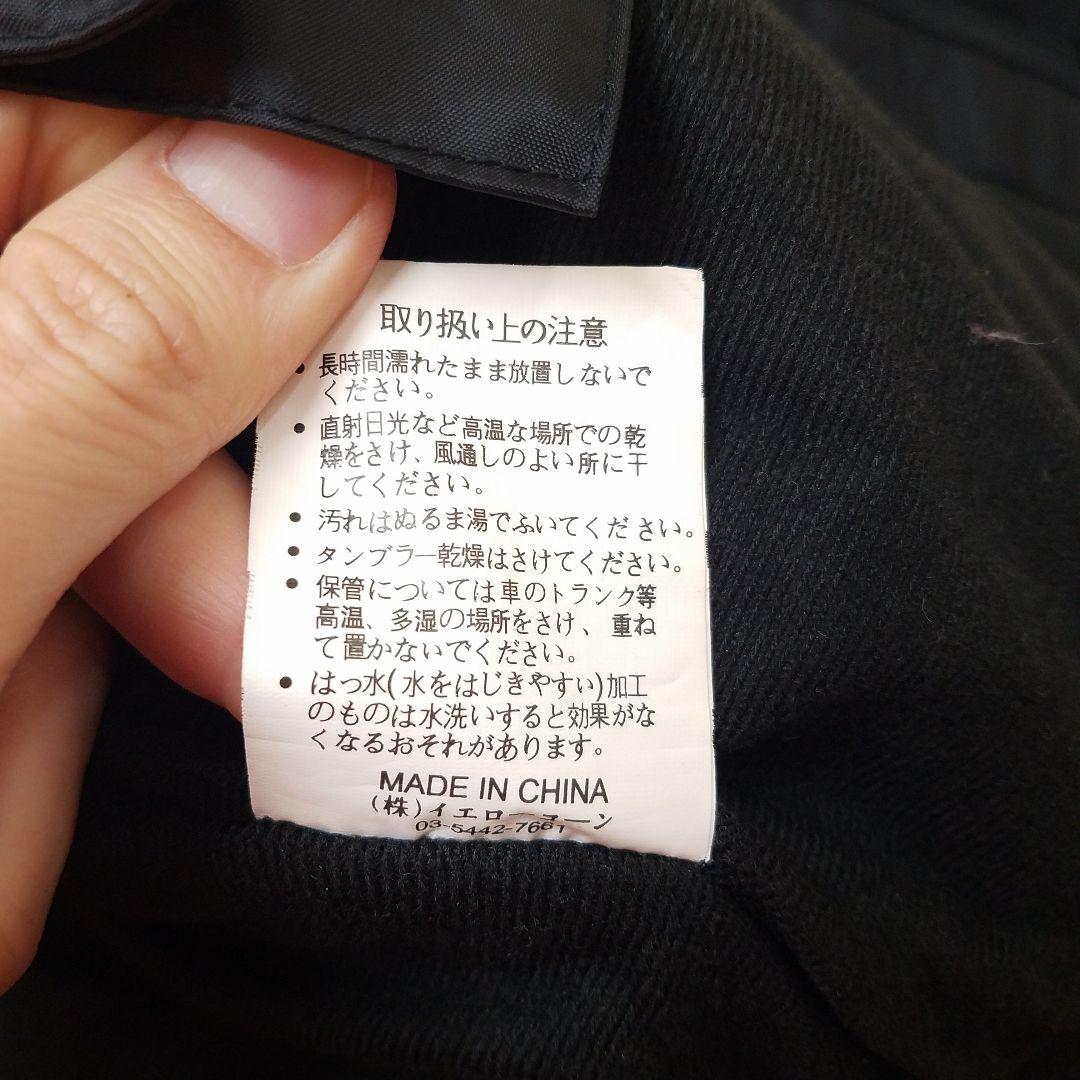 取り扱い上の注意
• 長時間濡れたまま放置しないで
ください。
• 直射日光など高温な場所での乾
燥をさけ、風通しのよい所に干
してください。
• 汚れはぬるま湯でふいてください。
• タンブラー乾燥はさけてください。
• 保管については車のトランク等
高温、多湿の場所をさけ、重ね
て置かないでください。
• はっ水(水をはじきやすい)加工
のものは水洗いすると効果がな
くなるおそれがあります。
MADE IN CHINA
(株)イエローコーン
03-5442-7661